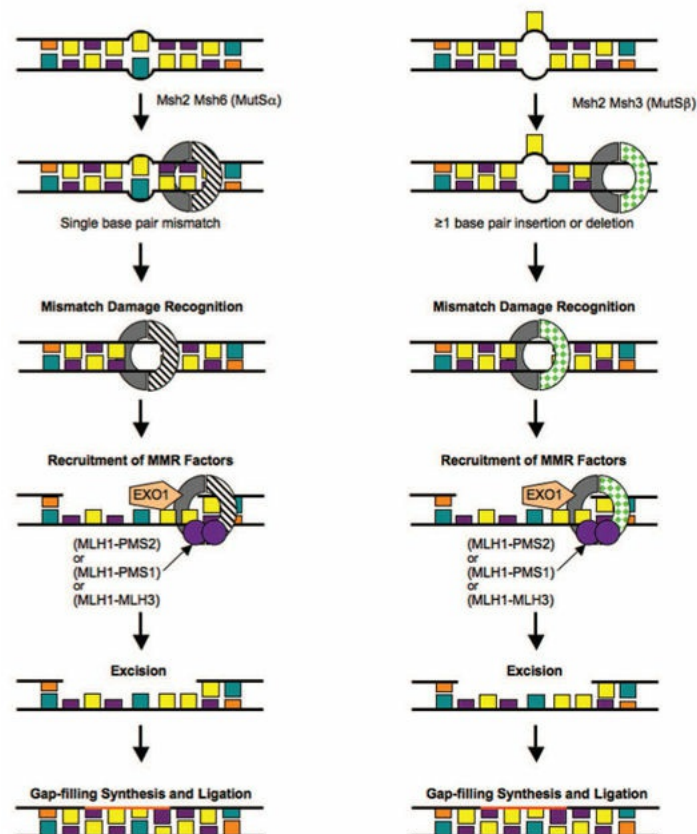 Msh2 Msh6 (MutSα)
Single base pair mismatch
Mismatch Damage Recognition
Recruitment of MMR Factors
EXO1
(MLH1-PMS2)
or
(MLH1-PMS1)
or
(MLH1-MLH3)
Excision
Gap-filling Synthesis and Ligation
Msh2 Msh3 (MutSβ)
≥1 base pair insertion or deletion
Mismatch Damage Recognition
Recruitment of MMR Factors
EXO1
(MLH1-PMS2)
or
(MLH1-PMS1)
or
(MLH1-MLH3)
Excision
Gap-filling Synthesis and Ligation